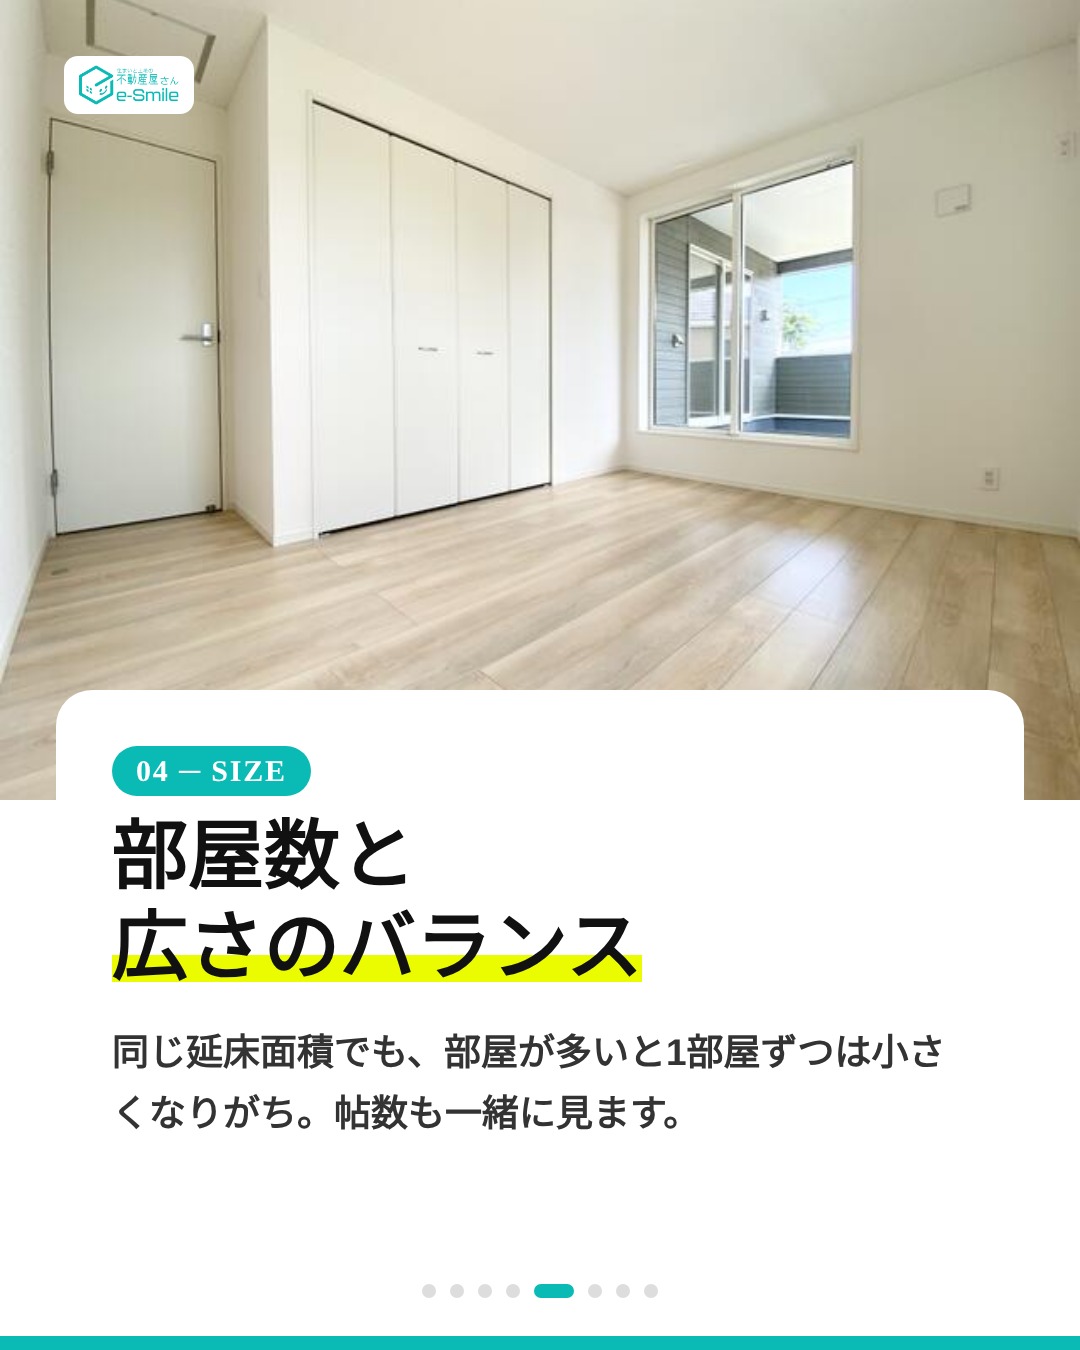 不動産屋さん
e-Smile
04 — SIZE
部屋数と
広さのバランス
同じ延床面積でも、部屋が多いと1部屋ずつは小さ
くなりがち。帖数も一緒に見ます。